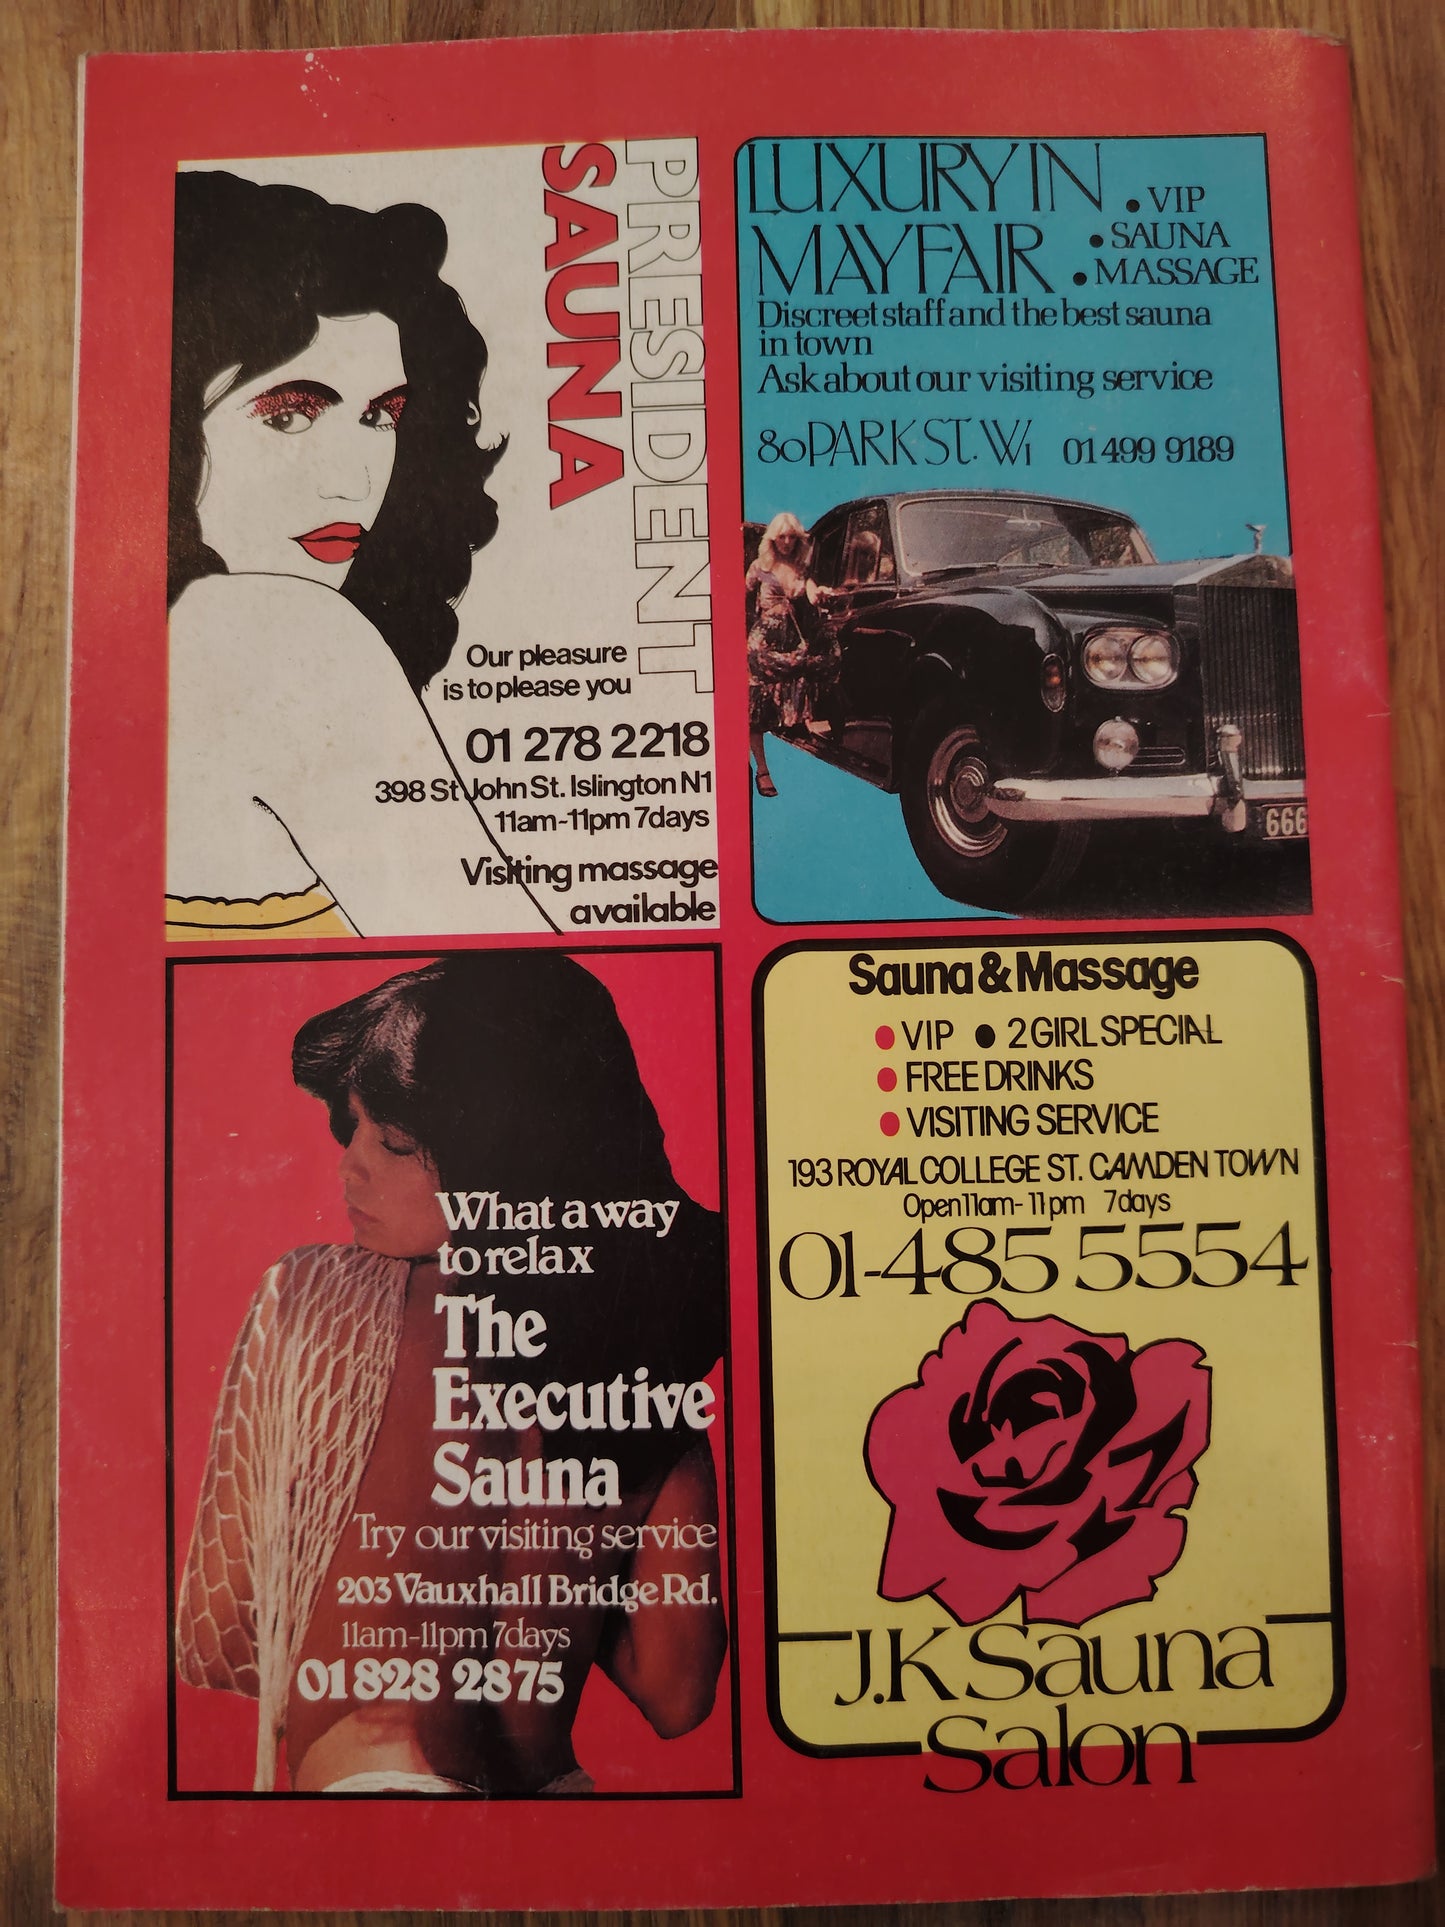 PRESIDENT
SAUNA
Our pleasure
is to please you
01 278 2218
398 St John St. Islington N1
11am-11pm 7days
Visiting massage
available
LUXURY IN
MAYFAIR
• VIP
• SAUNA
• MASSAGE
Discreet staff and the best sauna
in town
Ask about our visiting service
80 PARK ST. W1 01 499 9189
666
What a way
to relax
The
Executive
Sauna
Try our visiting service
203 Vauxhall Bridge Rd.
11am-11pm 7days
01 828 2875
Sauna & Massage
• VIP • 2 GIRL SPECIAL
• FREE DRINKS
• VISITING SERVICE
193 ROYAL COLLEGE ST. CAMDEN TOWN
Open 11am-11pm 7days
01-485 5554
J.K Sauna
Salon